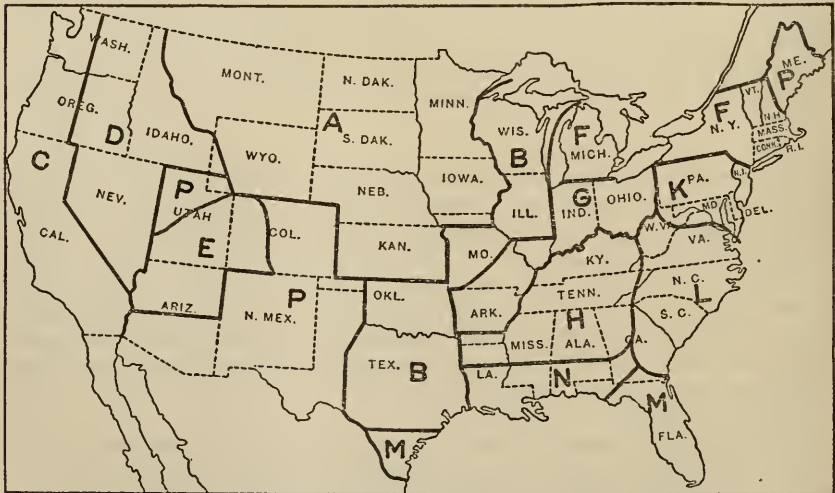 WASH.
MONT.
N. DAK.
MINN.
ME.
P
VT.
F
N.Y.
N.H.
MASS.
CONN.
R.I.
OREG.
D
IDAHO.
A
S. DAK.
WIS.
B
F
MICH.
WYO.
C
NEV.
P
UTAH
NEB.
IOWA.
ILL.
G
IND.
OHIO.
K
PA.
N.J.
MD.
DEL.
W.VA.
VA.
CAL.
E
COL.
KAN.
MO.
KY.
ARIZ.
N. MEX.
P
OKL.
ARK.
TENN.
N. C.
L
S. C.
TEX.
B
MISS.
H
ALA.
GA.
LA.
N
M
M
FLA.